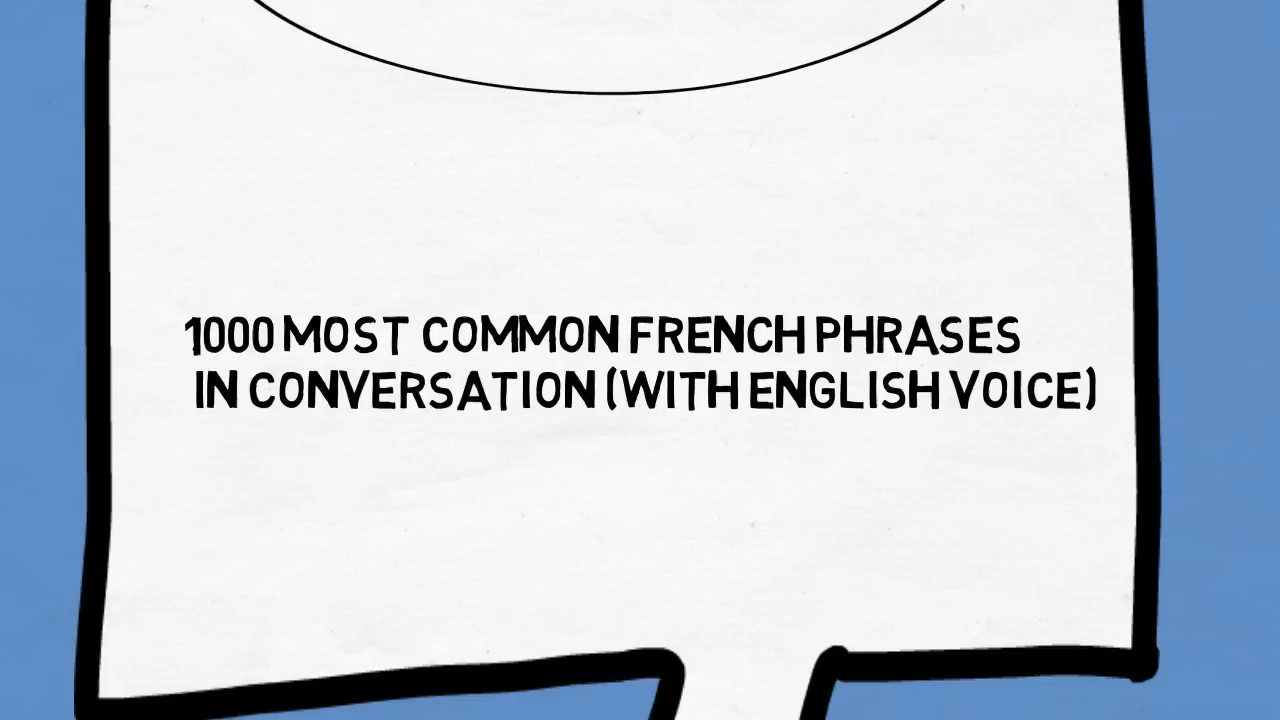 1000 MOST COMMON FRENCH PHRASES
IN CONVERSATION (WITH ENGLISH VOICE)